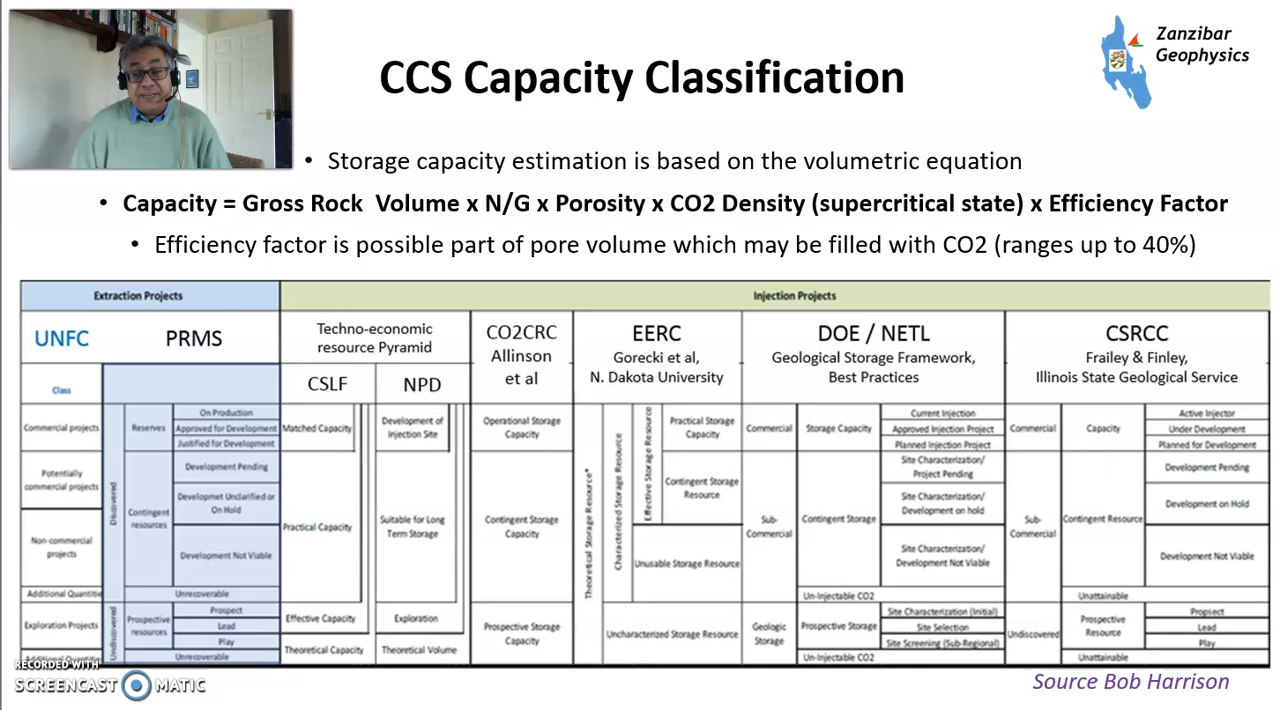 Zanzibar
Geophysics
CCS Capacity Classification
• Storage capacity estimation is based on the volumetric equation
• Capacity = Gross Rock Volume x N/G x Porosity x CO2 Density (supercritical state) x Efficiency Factor
• Efficiency factor is possible part of pore volume which may be filled with CO2 (ranges up to 40%)
Extraction Projects
Injection Projects
UNFC
PRMS
Techno-economic
resource Pyramid
CO2CRC
Allinson
et al
EERC
Gorecki et al,
N. Dakota University
DOE / NETL
Geological Storage Framework,
Best Practices
CSRCC
Frailey & Finley,
Illinois State Geological Service
Class
CSLF
NPD
Commercial projects
Potentially
commercial projects
Non-commercial
projects
Additional Quantitie
Exploration Projects
Additional Quantitie
Discovered
Undiscovered
Reserves
Contingent
resources
Prospective
resources
On Production
Approved for Development
Justified for Development
Development Pending
Developmet Unclarified or
On Hold
Development Not Viable
Unrecoverable
Prospect
Lead
Play
Unrecoverable
Matched Capacity
Practical Capacity
Effective Capacity
Theoretical Capacity
Development of
Injection Site
Suitable for Long
Term Storage
Exploration
Theoretical Volume
Operational Storage
Capacity
Contingent Storage
Capacity
Prospective Storage
Capacity
Theoretical Storage Resource*
Characterized Storage Resource
Effective Storage Resource
Practical Storage
Capacity
Contingent Storage
Resource
Unusable Storage Resource
Uncharacterized Storage Resource
Commercial
Sub-
Commercial
Geologic
Storage
Storage Capacity
Contingent Storage
Un-Injectable CO2
Prospective Storage
Un-Injectable CO2
Current Injection
Approved Injection Project
Planned Injection Project
Site Characterization/
Project Pending
Site Characterization/
Development on hold
Site Characterization/
Development Not Viable
Site Characterization (Initial)
Site Selection
Site Screening (Sub-Regional)
Commercial
Sub-
Commercial
Undiscovered
Capacity
Contingent Resource
Unattainable
Prospective
Resource
Unattainable
Active Injector
Under Development
Planned for Development
Development Pending
Development on Hold
Development Not Viable
Propsect
Lead
Play
RECORDED WITH
SCREENCAST MATIC
Source Bob Harrison